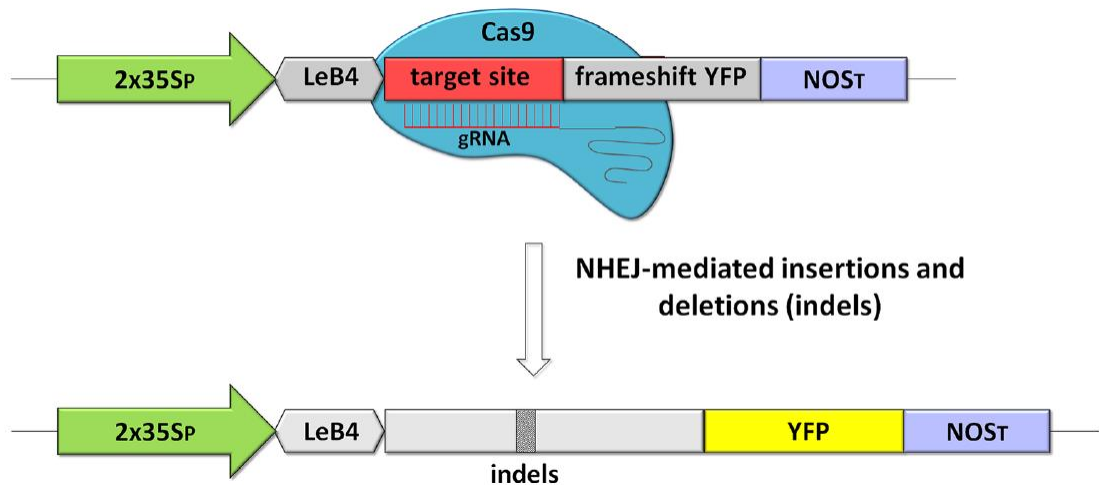 Cas9
2x35SP LeB4 target site frameshift YFP NOST
gRNA
NHEJ-mediated insertions and
deletions (indels)
2x35SP LeB4 YFP NOST
indels